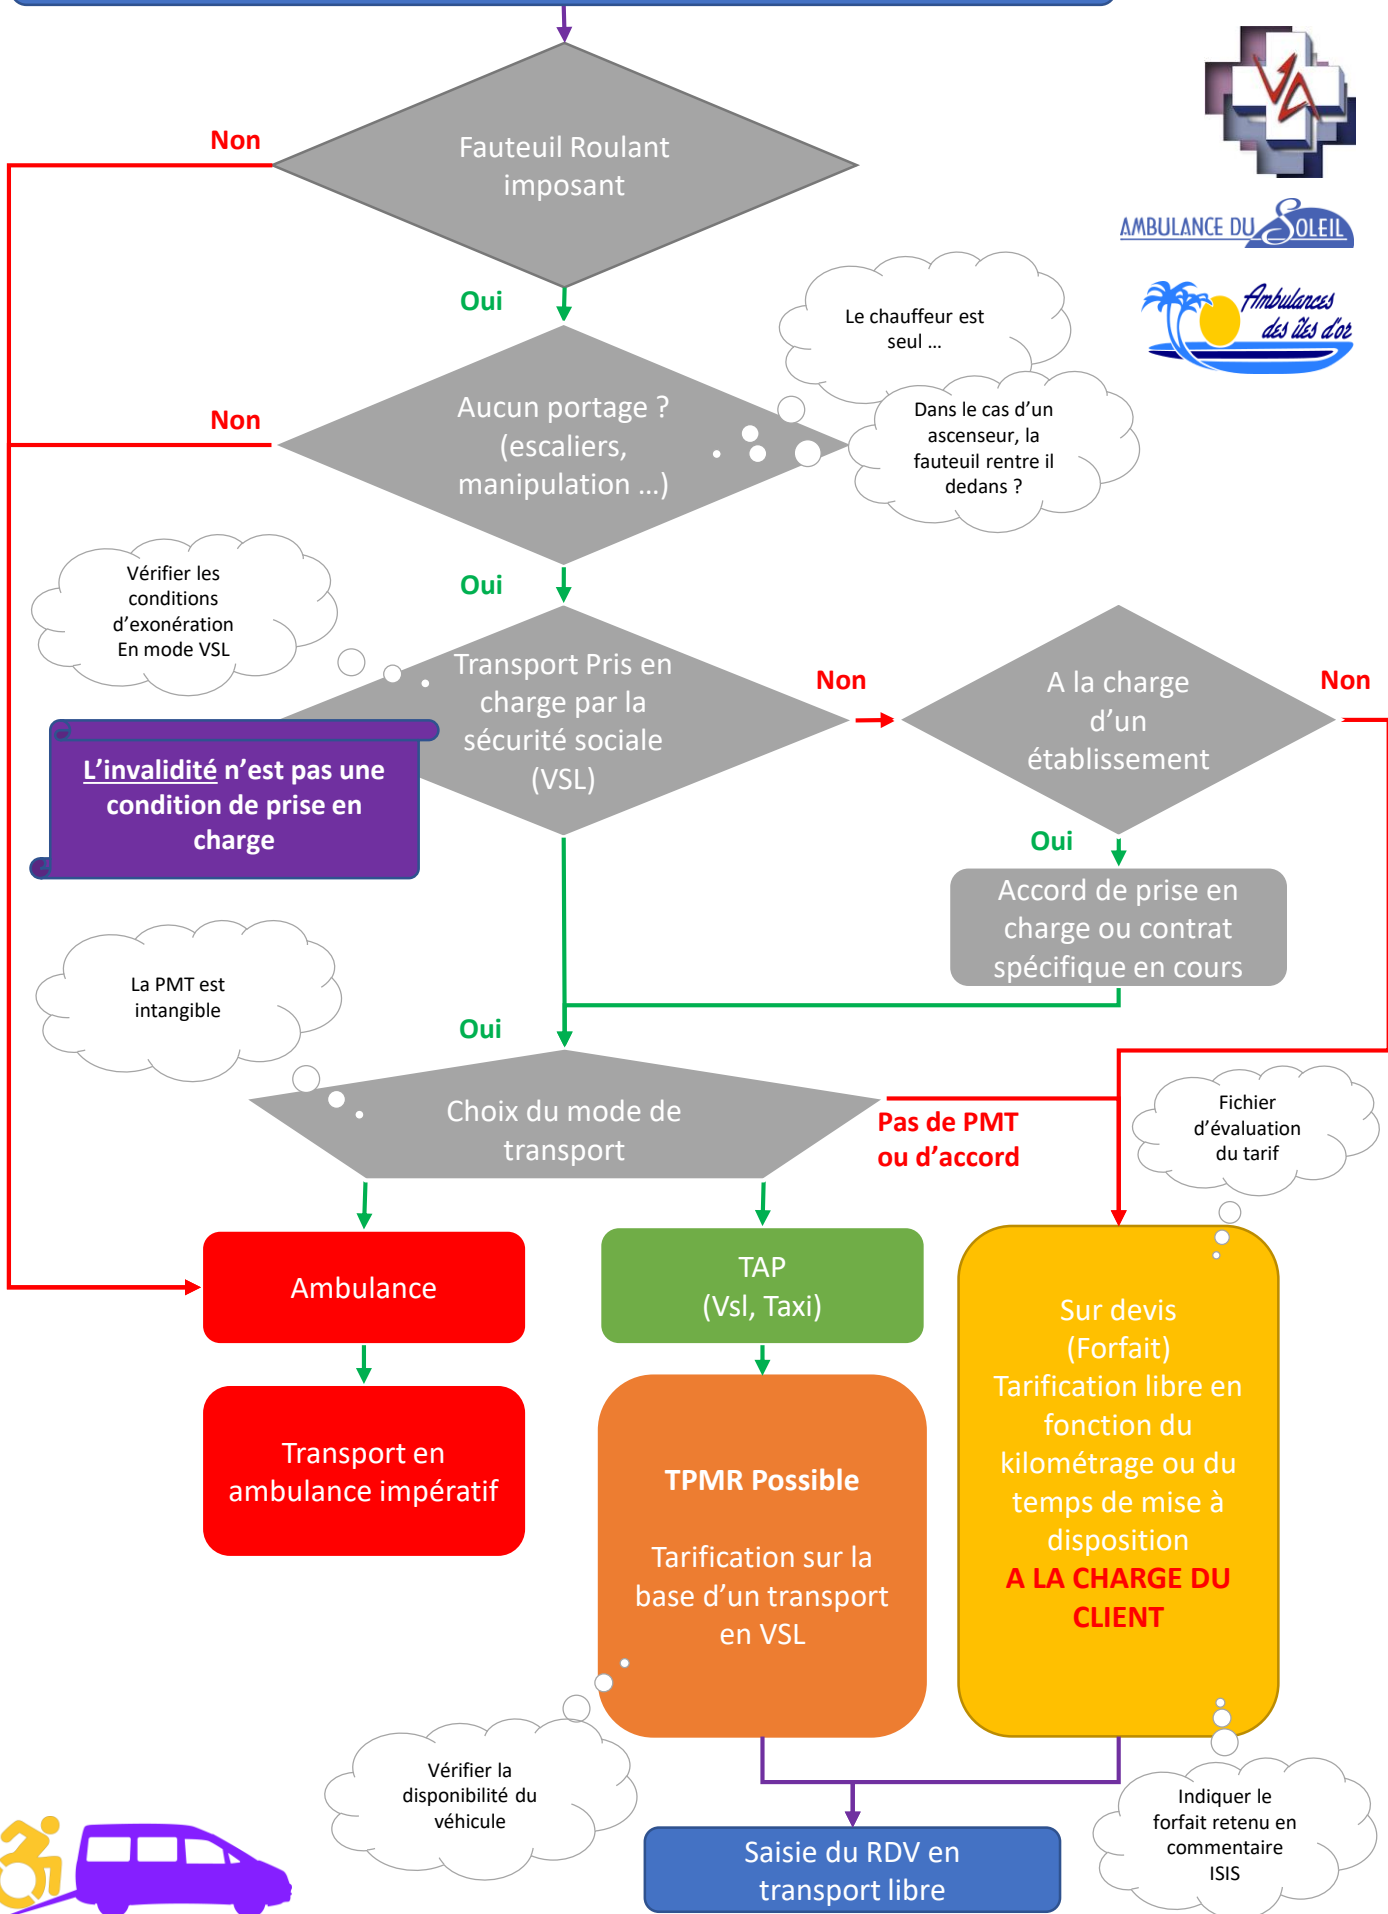 VA
AMBULANCE DU SOLEIL
Ambulances
des îles d'or
Non
Fauteuil Roulant
imposant
Oui
Le chauffeur est
seul ...
Non
Aucun portage ?
(escaliers,
manipulation ...)
Dans le cas d'un
ascenseur, la
fauteuil rentre il
dedans ?
Oui
Vérifier les
conditions
d'exonération
En mode VSL
Transport Pris en
charge par la
sécurité sociale
(VSL)
Non
A la charge
d'un
établissement
Non
L'invalidité n'est pas une
condition de prise en
charge
Oui
Accord de prise en
charge ou contrat
spécifique en cours
La PMT est
intangible
Oui
Choix du mode de
transport
Pas de PMT
ou d'accord
Fichier
d'évaluation
du tarif
Ambulance
TAP
(Vsl, Taxi)
Sur devis
(Forfait)
Tarification libre en
fonction du
kilométrage ou du
temps de mise à
disposition
A LA CHARGE DU
CLIENT
Transport en
ambulance impératif
TPMR Possible
Tarification sur la
base d'un transport
en VSL
Vérifier la
disponibilité du
véhicule
Indiquer le
forfait retenu en
commentaire
ISIS
Saisie du RDV en
transport libre